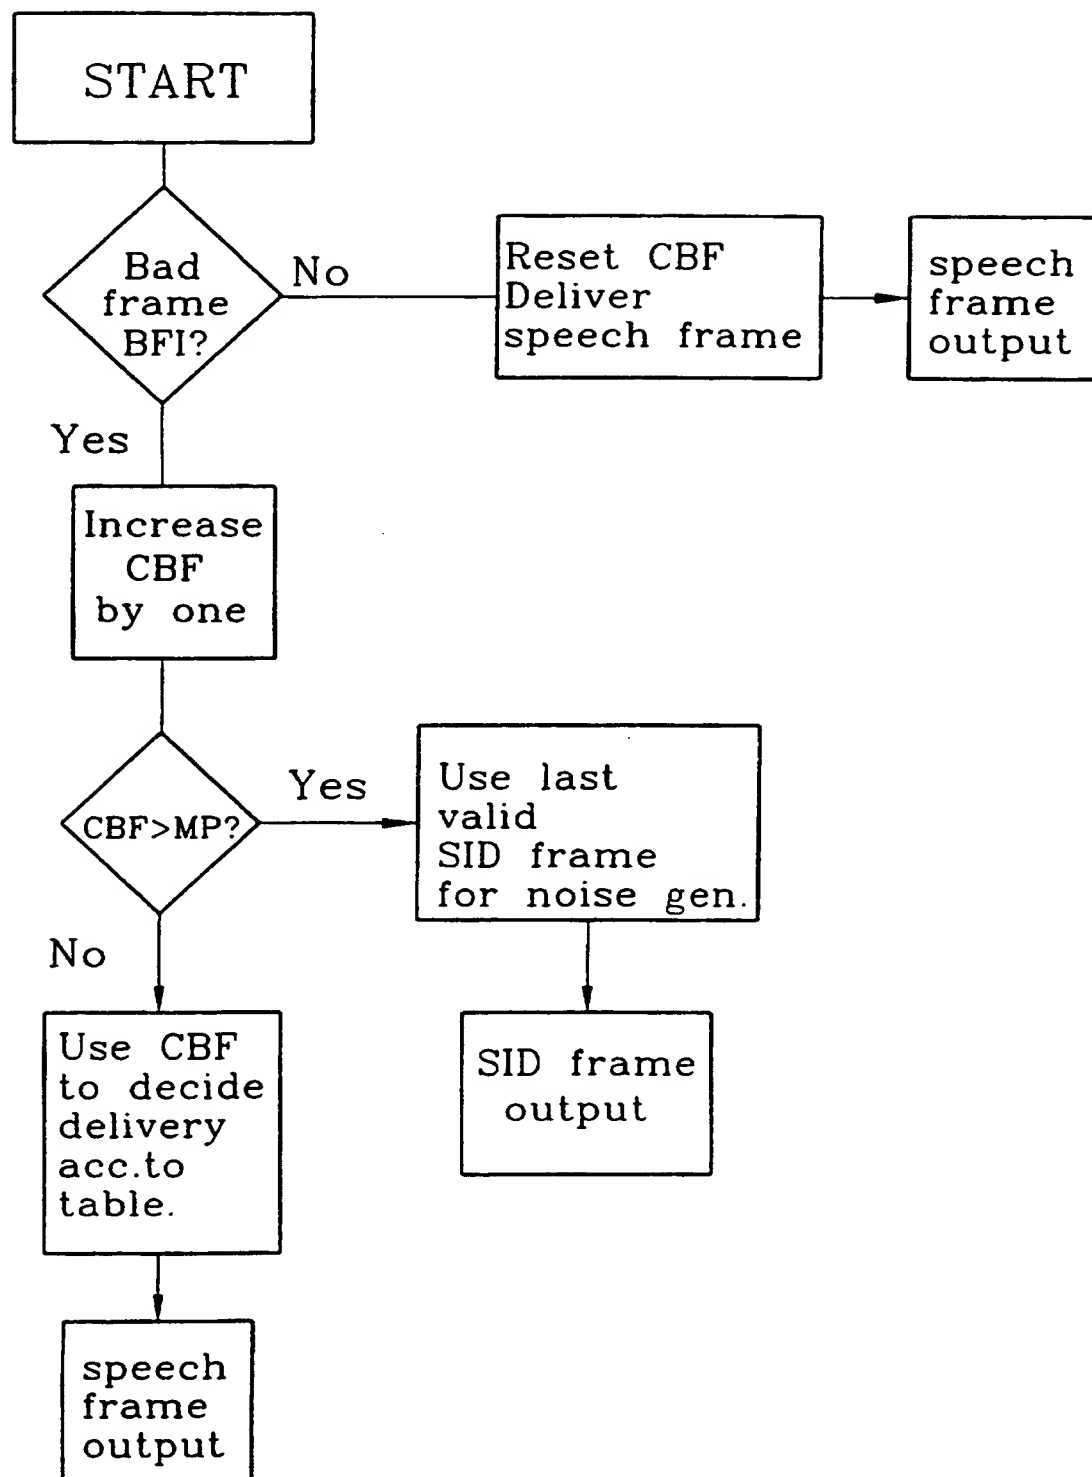 START
Bad
frame
BFI?
No
Reset CBF
Deliver
speech frame
speech
frame
output
Yes
Increase
CBF
by one
CBF>MP?
Yes
Use last
valid
SID frame
for noise gen.
SID frame
output
No
Use CBF
to decide
delivery
acc.to
table.
speech
frame
output